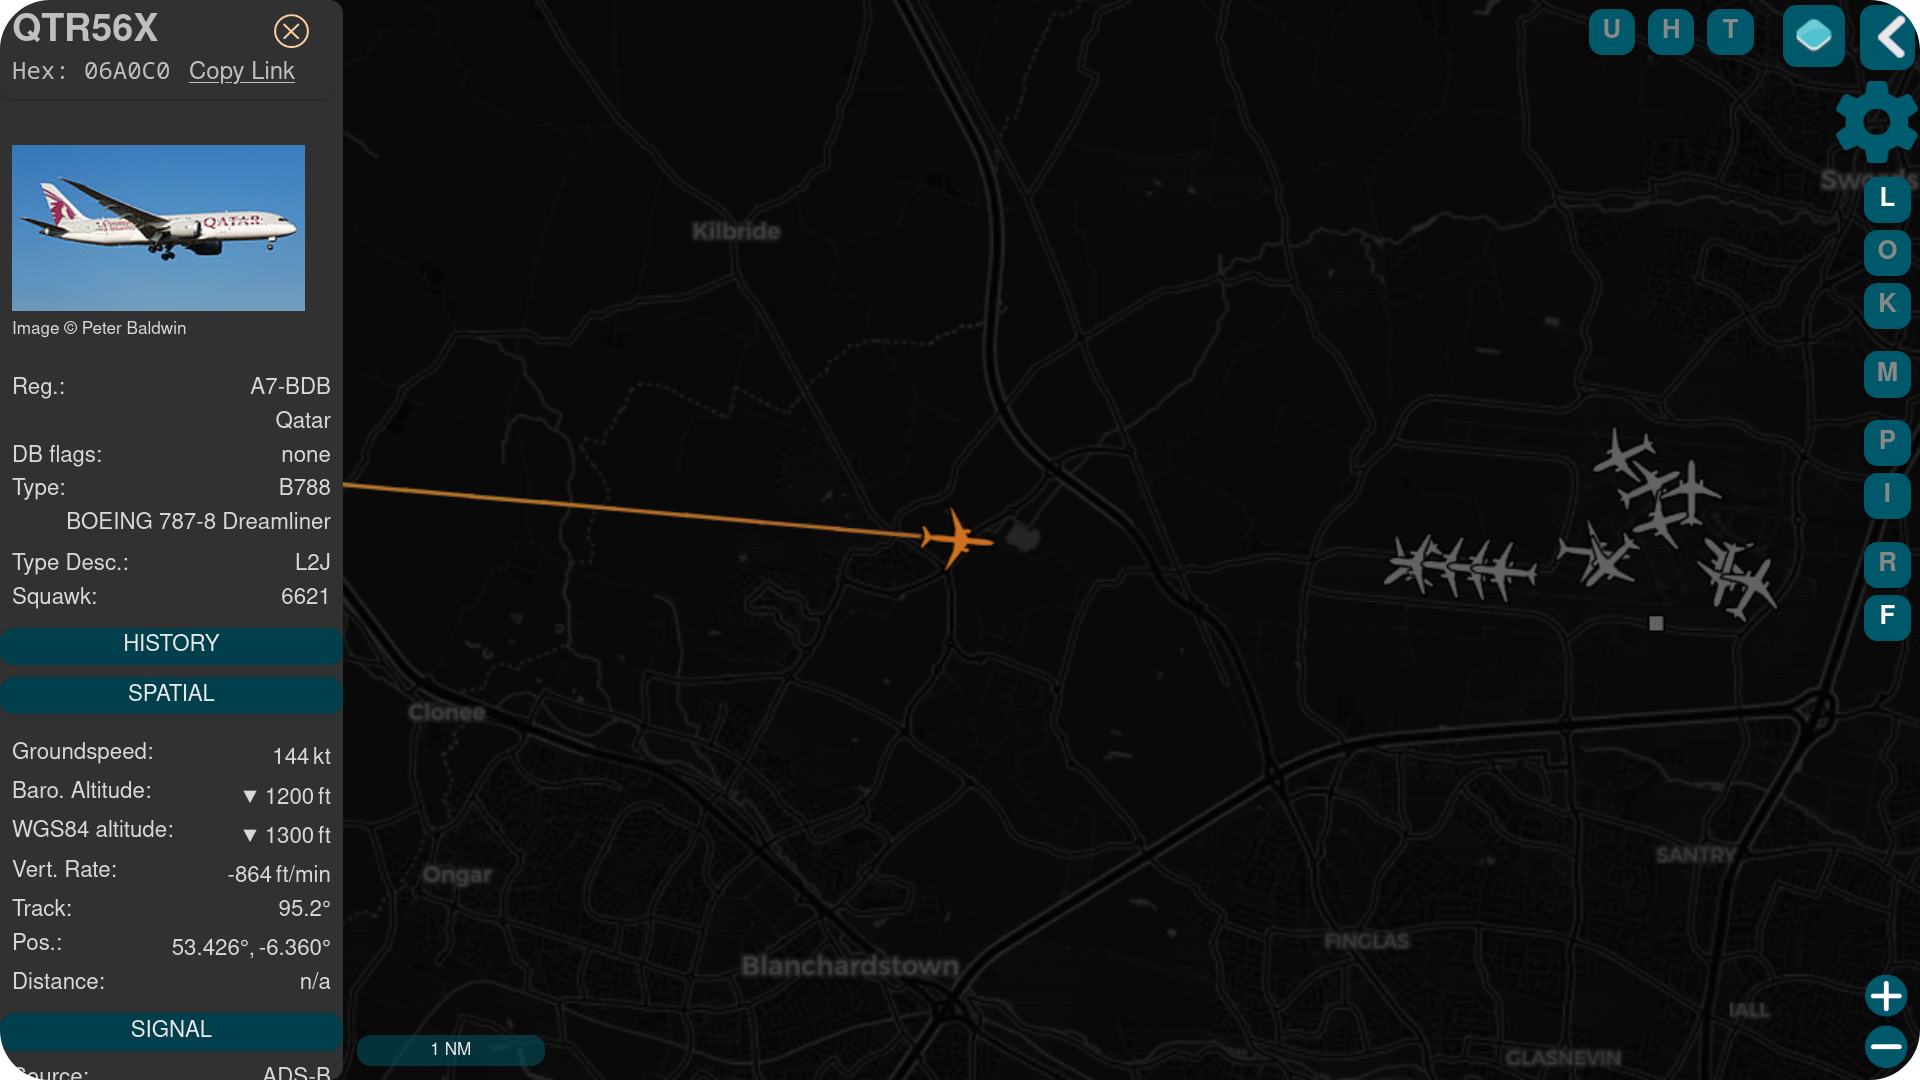 QTR56X
Hex: 06A0C0 Copy Link
QATAR
Image © Peter Baldwin
Reg.: A7-BDB
Qatar
DB flags: none
Type: B788
BOEING 787-8 Dreamliner
Type Desc.: L2J
Squawk: 6621
HISTORY
SPATIAL
Groundspeed: 144 kt
Baro. Altitude: ▼ 1200 ft
WGS84 altitude: ▼ 1300 ft
Vert. Rate: -864 ft/min
Track: 95.2°
Pos.: 53.426°, -6.360°
Distance: n/a
SIGNAL
Source: ADS-B
U H T
L
O
K
M
P
I
R
F
Kilbride
Clonee
Ongar
Blanchardstown
SANTRY
FINGLAS
GLASNEVIN
1 NM